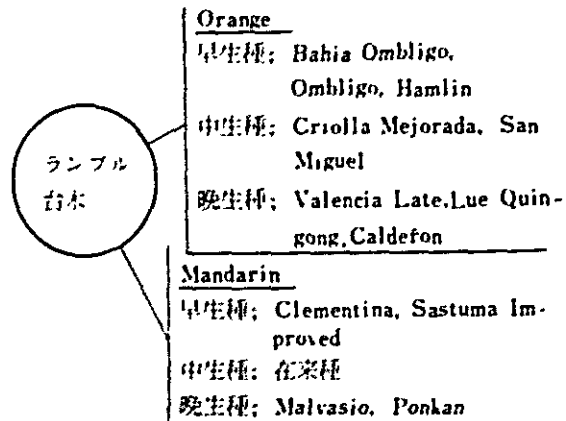 ランプル
台木
Orange
早生種; Bahia Ombligo,
Ombligo, Hamlin
中生種; Criolla Mejorada, San
Miguel
晩生種; Valencia Late,Lue Quin-
gong,Caldefon
Mandarin
早生種; Clementina, Sastuma Im-
proved
中生種; 在来種
晩生種; Malvasio, Ponkan